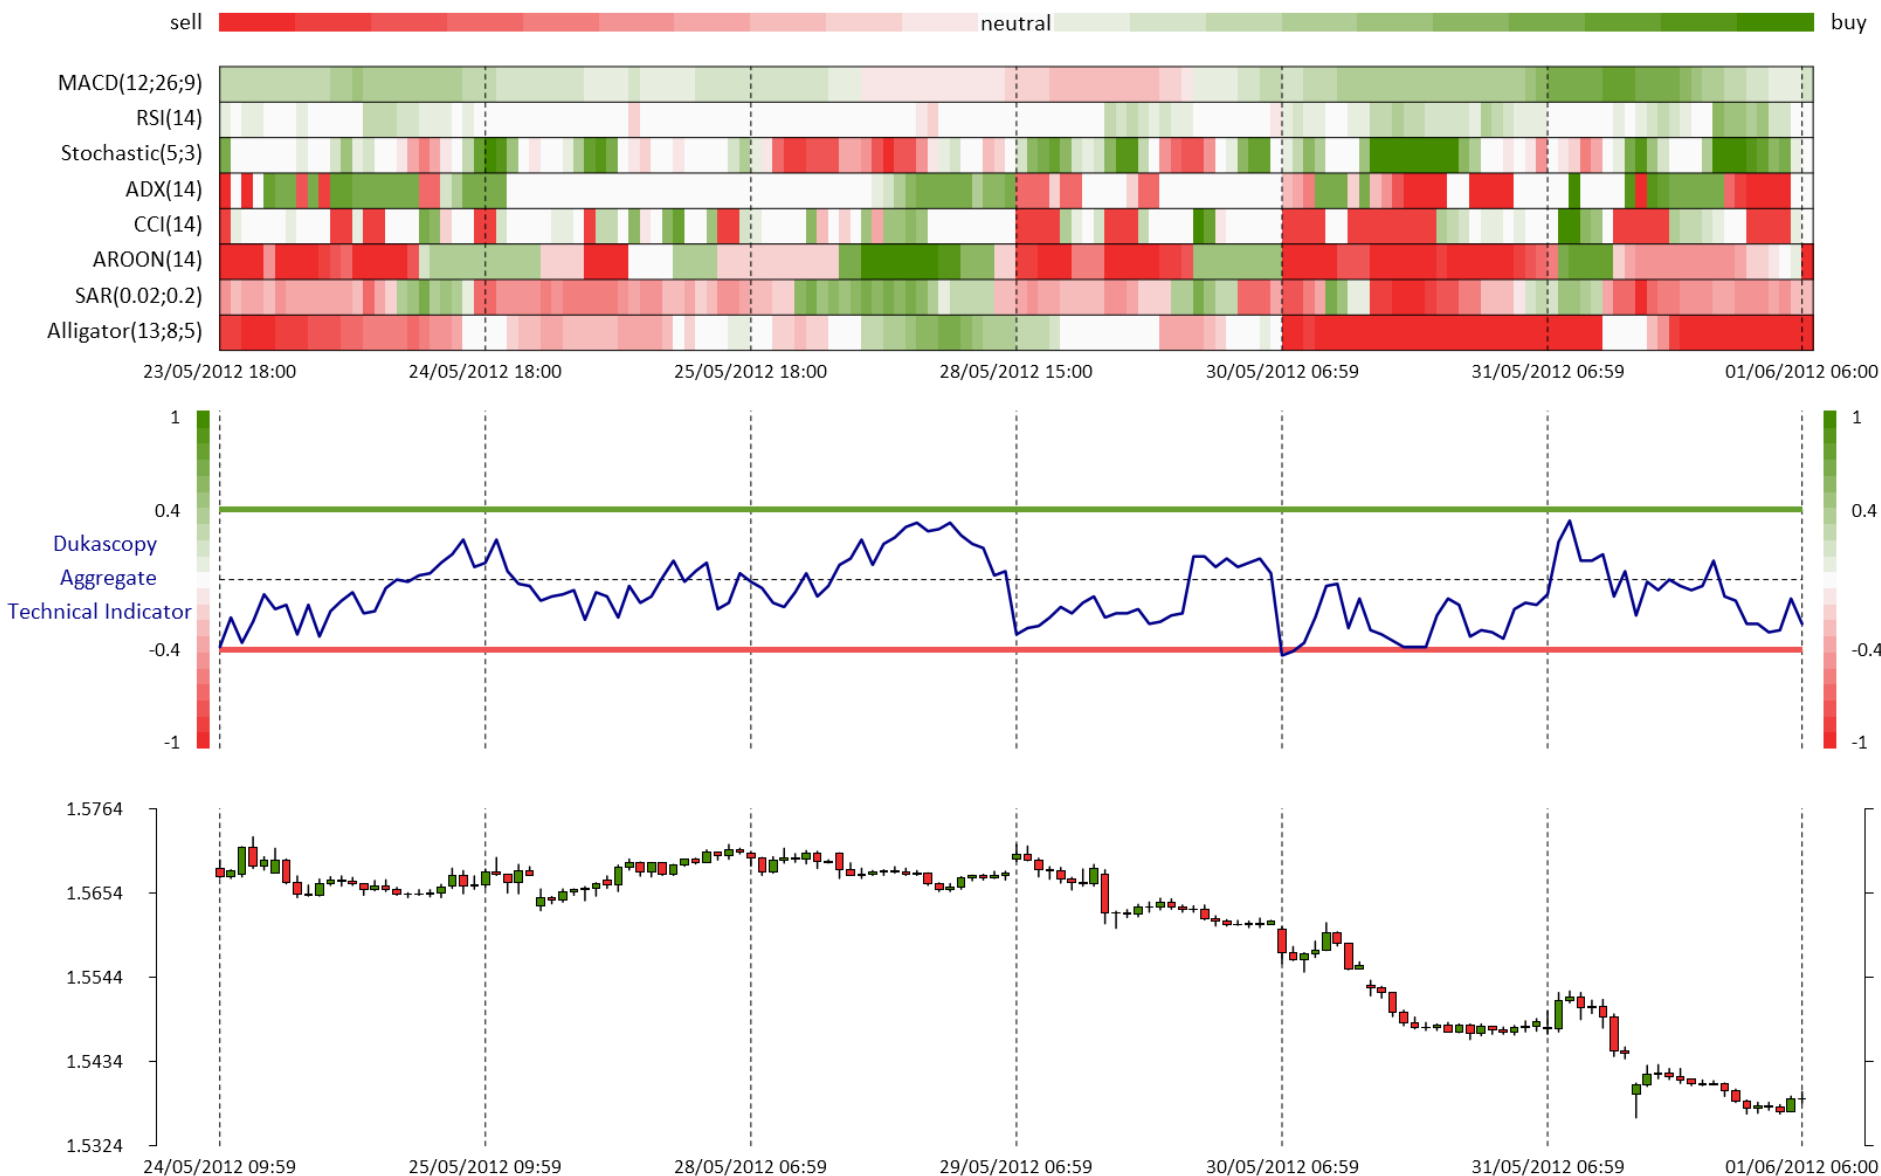 sell neutral buy
MACD(12;26;9)
RSI(14)
Stochastic(5;3)
ADX(14)
CCI(14)
AROON(14)
SAR(0.02;0.2)
Alligator(13;8;5)
23/05/2012 18:00 24/05/2012 18:00 25/05/2012 18:00 28/05/2012 15:00 30/05/2012 06:59 31/05/2012 06:59 01/06/2012 06:00
1 1
0.4 0.4
Dukascopy
Aggregate
Technical Indicator
-0.4 -0.4
-1 -1
1.5764
1.5654
1.5544
1.5434
1.5324
24/05/2012 09:59 25/05/2012 09:59 28/05/2012 06:59 29/05/2012 06:59 30/05/2012 06:59 31/05/2012 06:59 01/06/2012 06:00